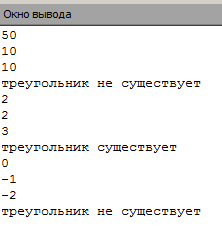 Окно вывода
50
10
10
треугольник не существует
2
2
3
треугольник существует
0
-1
-2
треугольник не существует